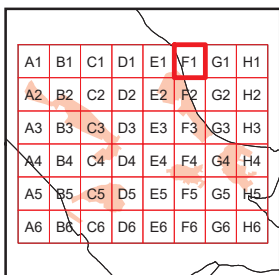 A1 B1 C1 D1 E1 F1 G1 H1
A2 B2 C2 D2 E2 F2 G2 H2
A3 B3 C3 D3 E3 F3 G3 H3
A4 B4 C4 D4 E4 F4 G4 H4
A5 B5 C5 D5 E5 F5 G5 H5
A6 B6 C6 D6 E6 F6 G6 H6